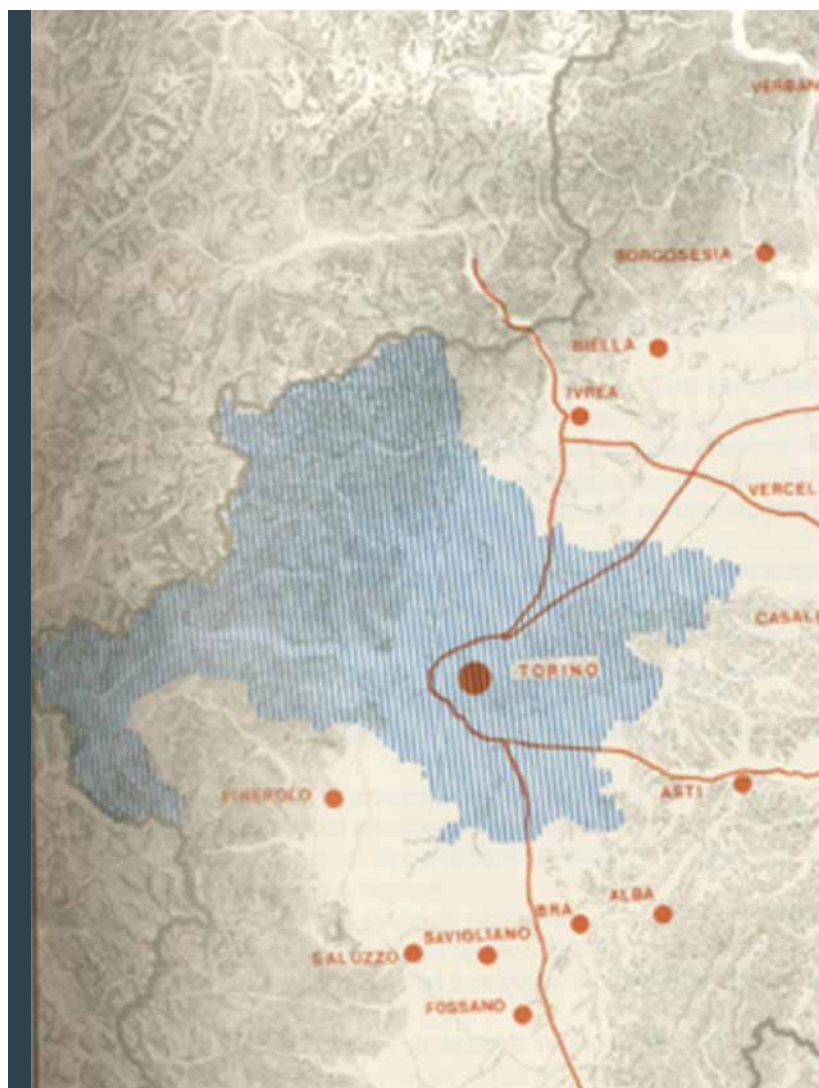 VERBAN
BORGOSESIA
BIELLA
IVREA
VERCEL
CASALE
TORINO
PINEROLO
ASTI
ALBA
BRA
SAVIGLIANO
SALUZZO
FOSSANO